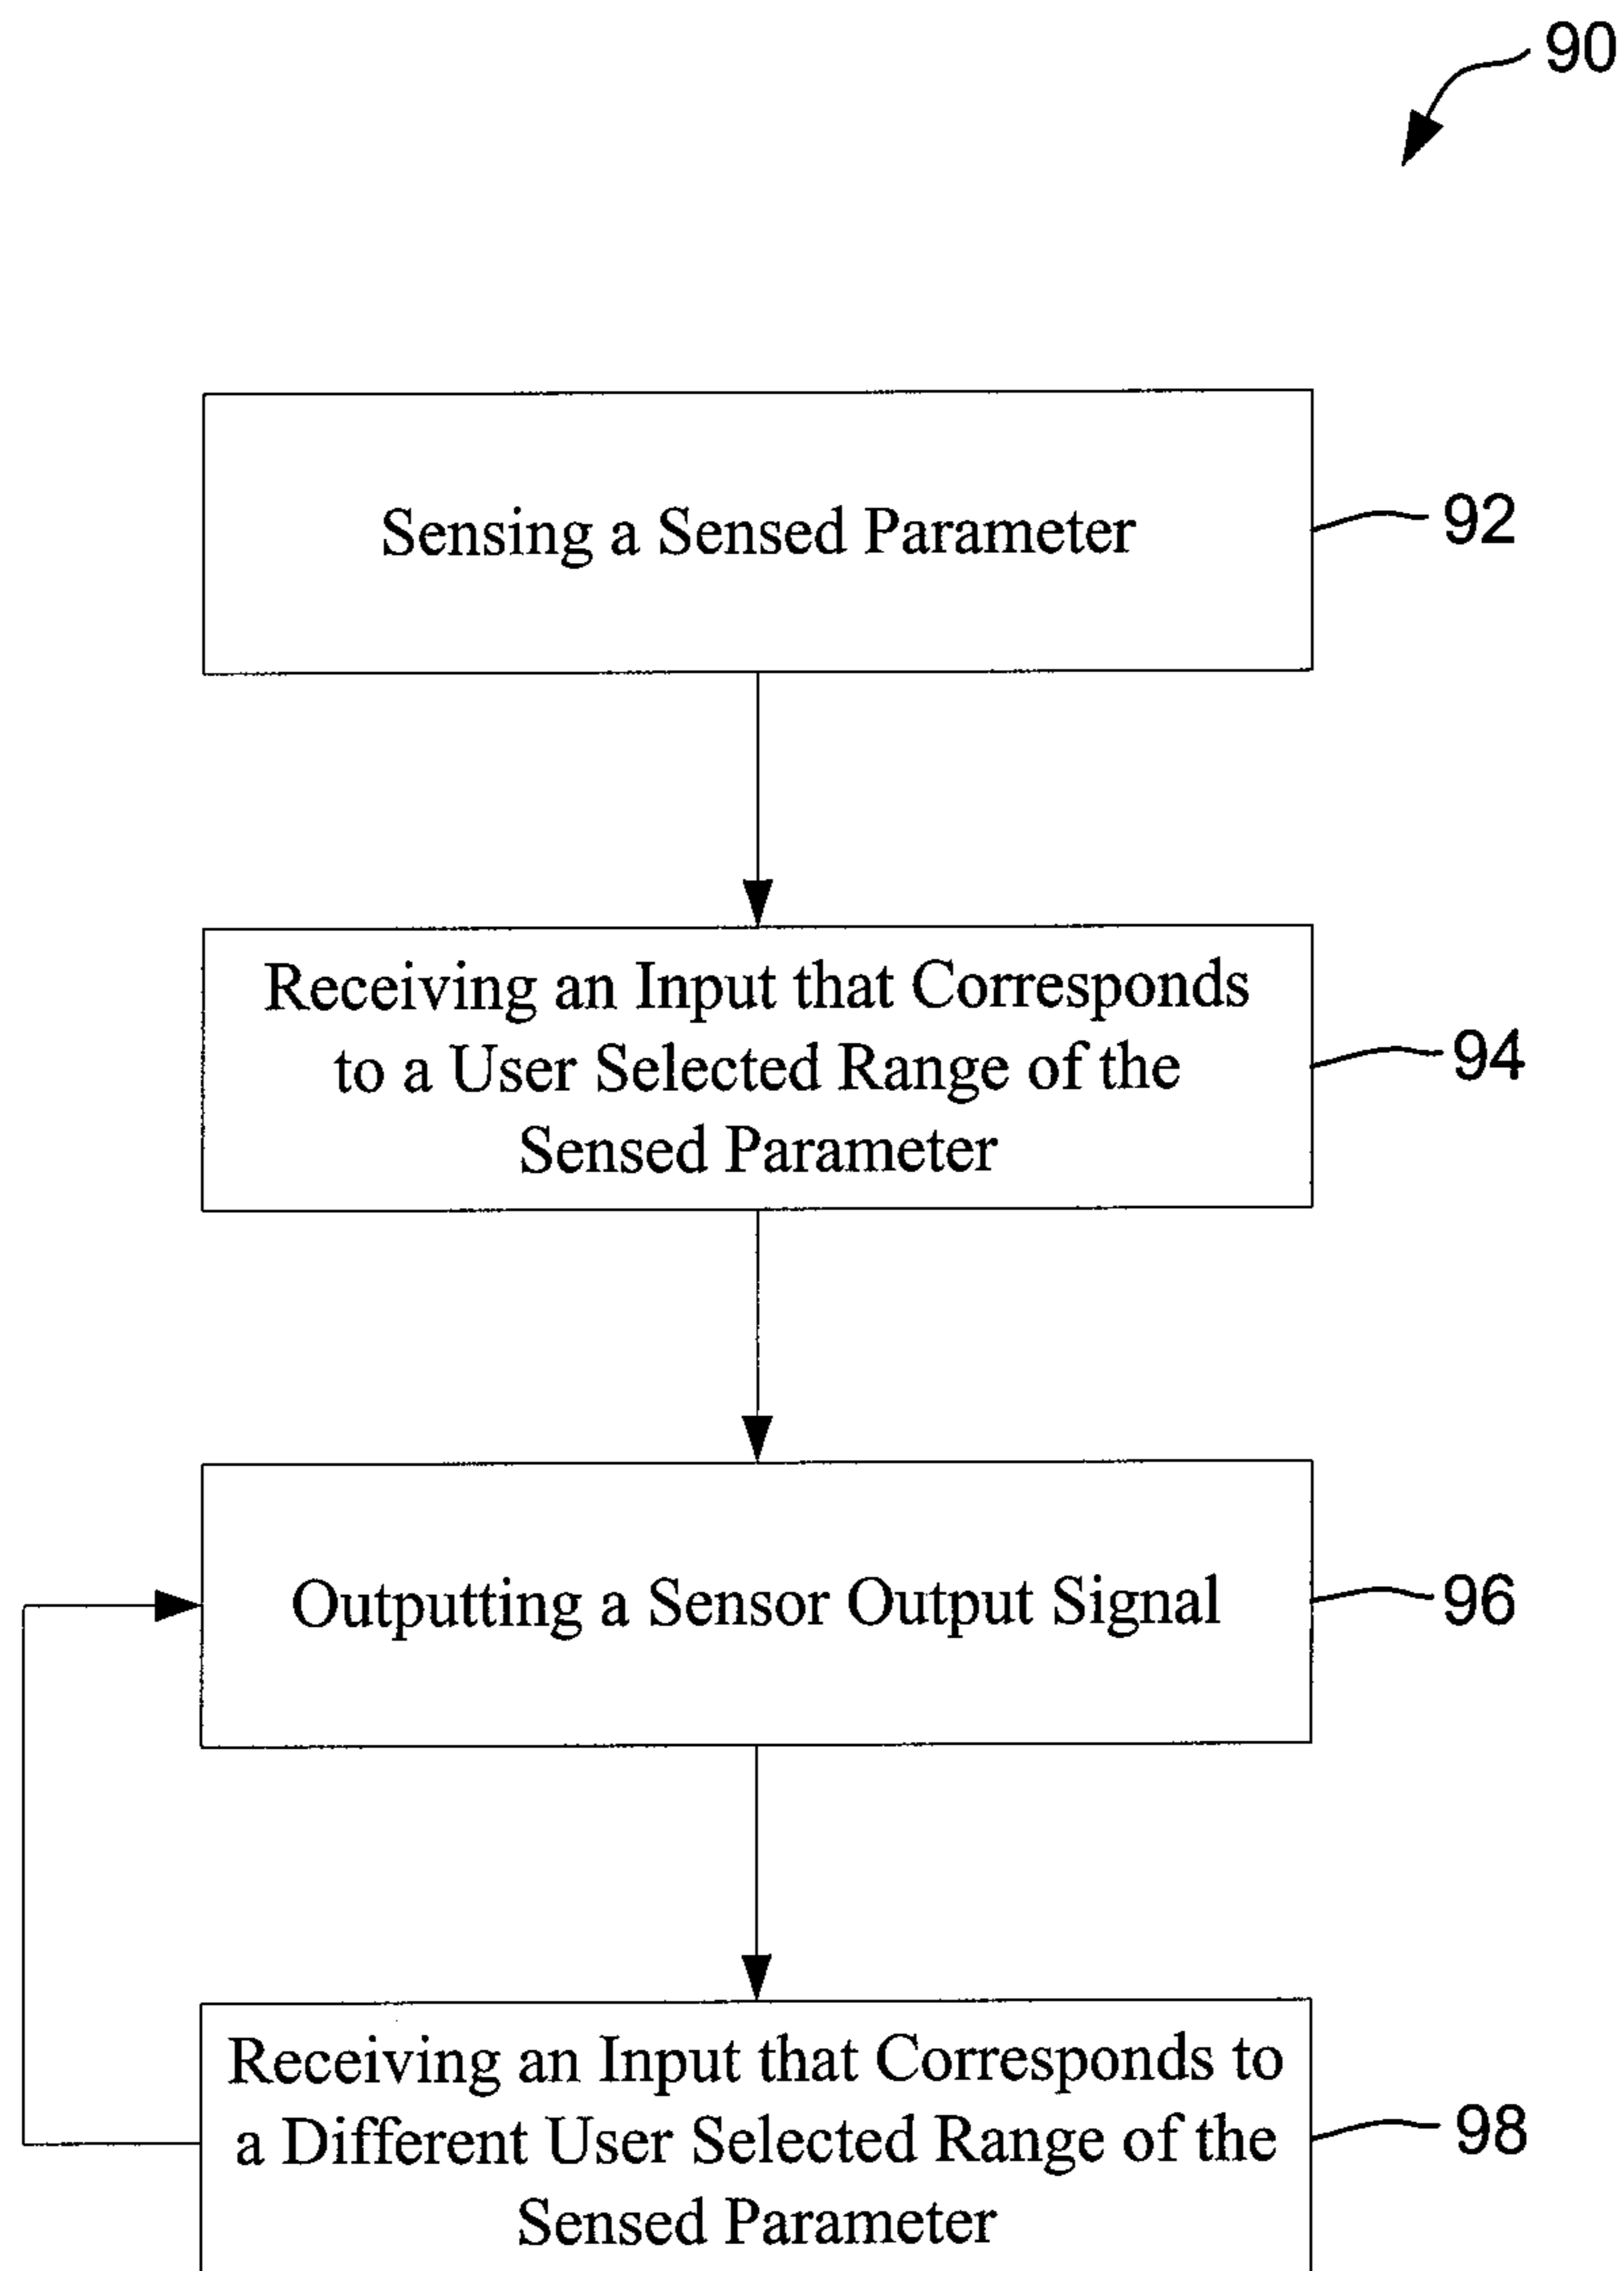 90
Sensing a Sensed Parameter
92
Receiving an Input that Corresponds
to a User Selected Range of the
Sensed Parameter
94
Outputting a Sensor Output Signal
96
Receiving an Input that Corresponds to
a Different User Selected Range of the
Sensed Parameter
98